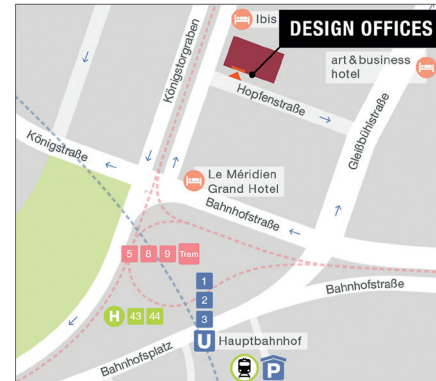 Ibis
DESIGN OFFICES
art & business
hotel
Königstorgraben
Hopfenstraße
Gleißbühlstraße
Königstraße
Le Méridien
Grand Hotel
Bahnhofstraße
5 8 9 Tram
1
2
3
Bahnhofstraße
H 43 44
U Hauptbahnhof
Bahnhofsplatz
P